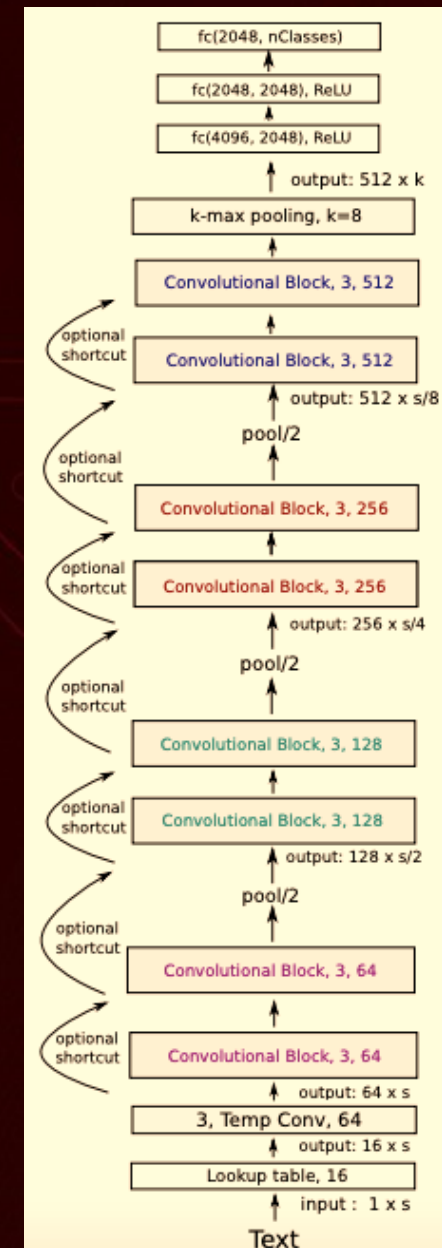 fc(2048, nClasses)
fc(2048, 2048), ReLU
fc(4096, 2048), ReLU
output: 512 x k
k-max pooling, k=8
Convolutional Block, 3, 512
optional
shortcut
Convolutional Block, 3, 512
output: 512 x s/8
pool/2
optional
shortcut
Convolutional Block, 3, 256
optional
shortcut
Convolutional Block, 3, 256
output: 256 x s/4
pool/2
optional
shortcut
Convolutional Block, 3, 128
optional
shortcut
Convolutional Block, 3, 128
output: 128 x s/2
pool/2
optional
shortcut
Convolutional Block, 3, 64
optional
shortcut
Convolutional Block, 3, 64
output: 64 x s
3, Temp Conv, 64
output: 16 x s
Lookup table, 16
input : 1 x s
Text